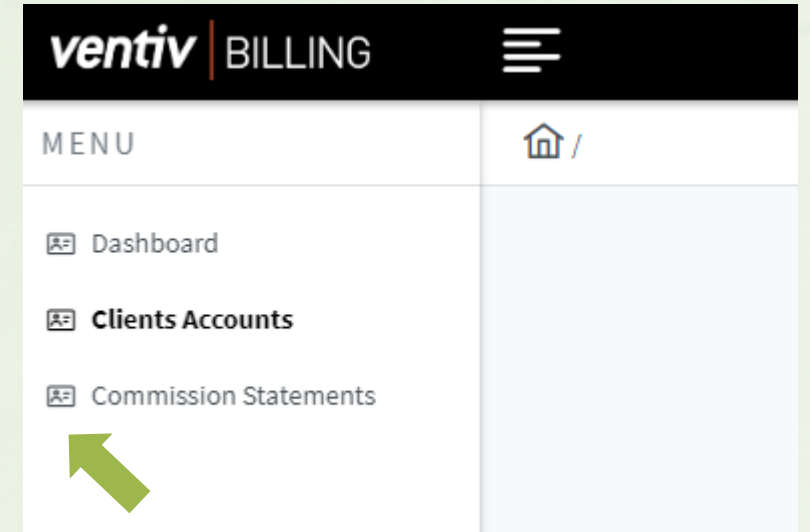 ventiv | BILLING
MENU
/
Dashboard
Clients Accounts
Commission Statements